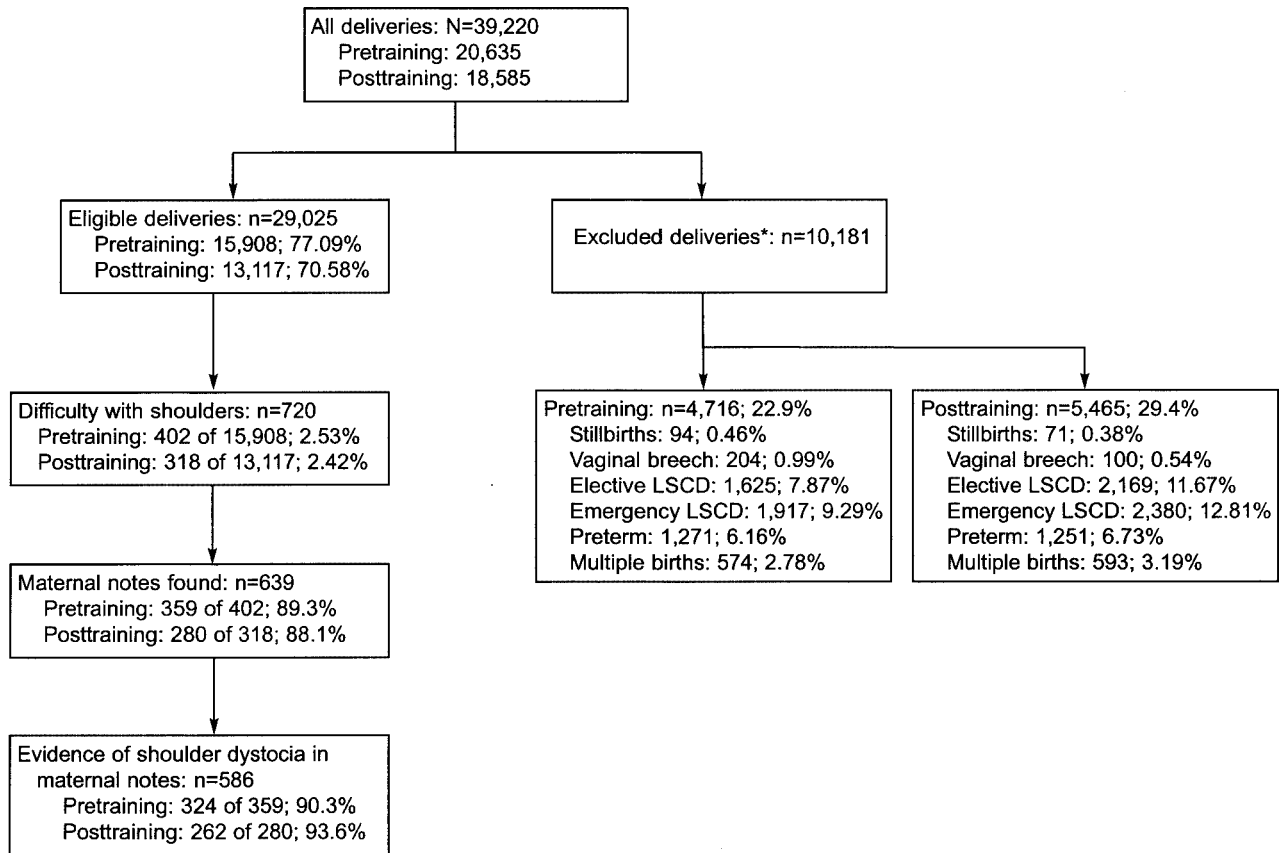 All deliveries: N=39,220
Pretraining: 20,635
Posttraining: 18,585
Eligible deliveries: n=29,025
Pretraining: 15,908; 77.09%
Posttraining: 13,117; 70.58%
Excluded deliveries*: n=10,181
Difficulty with shoulders: n=720
Pretraining: 402 of 15,908; 2.53%
Posttraining: 318 of 13,117; 2.42%
Pretraining: n=4,716; 22.9%
Stillbirths: 94; 0.46%
Vaginal breech: 204; 0.99%
Elective LSCD: 1,625; 7.87%
Emergency LSCD: 1,917; 9.29%
Preterm: 1,271; 6.16%
Multiple births: 574; 2.78%
Posttraining: n=5,465; 29.4%
Stillbirths: 71; 0.38%
Vaginal breech: 100; 0.54%
Elective LSCD: 2,169; 11.67%
Emergency LSCD: 2,380; 12.81%
Preterm: 1,251; 6.73%
Multiple births: 593; 3.19%
Maternal notes found: n=639
Pretraining: 359 of 402; 89.3%
Posttraining: 280 of 318; 88.1%
Evidence of shoulder dystocia in
maternal notes: n=586
Pretraining: 324 of 359; 90.3%
Posttraining: 262 of 280; 93.6%